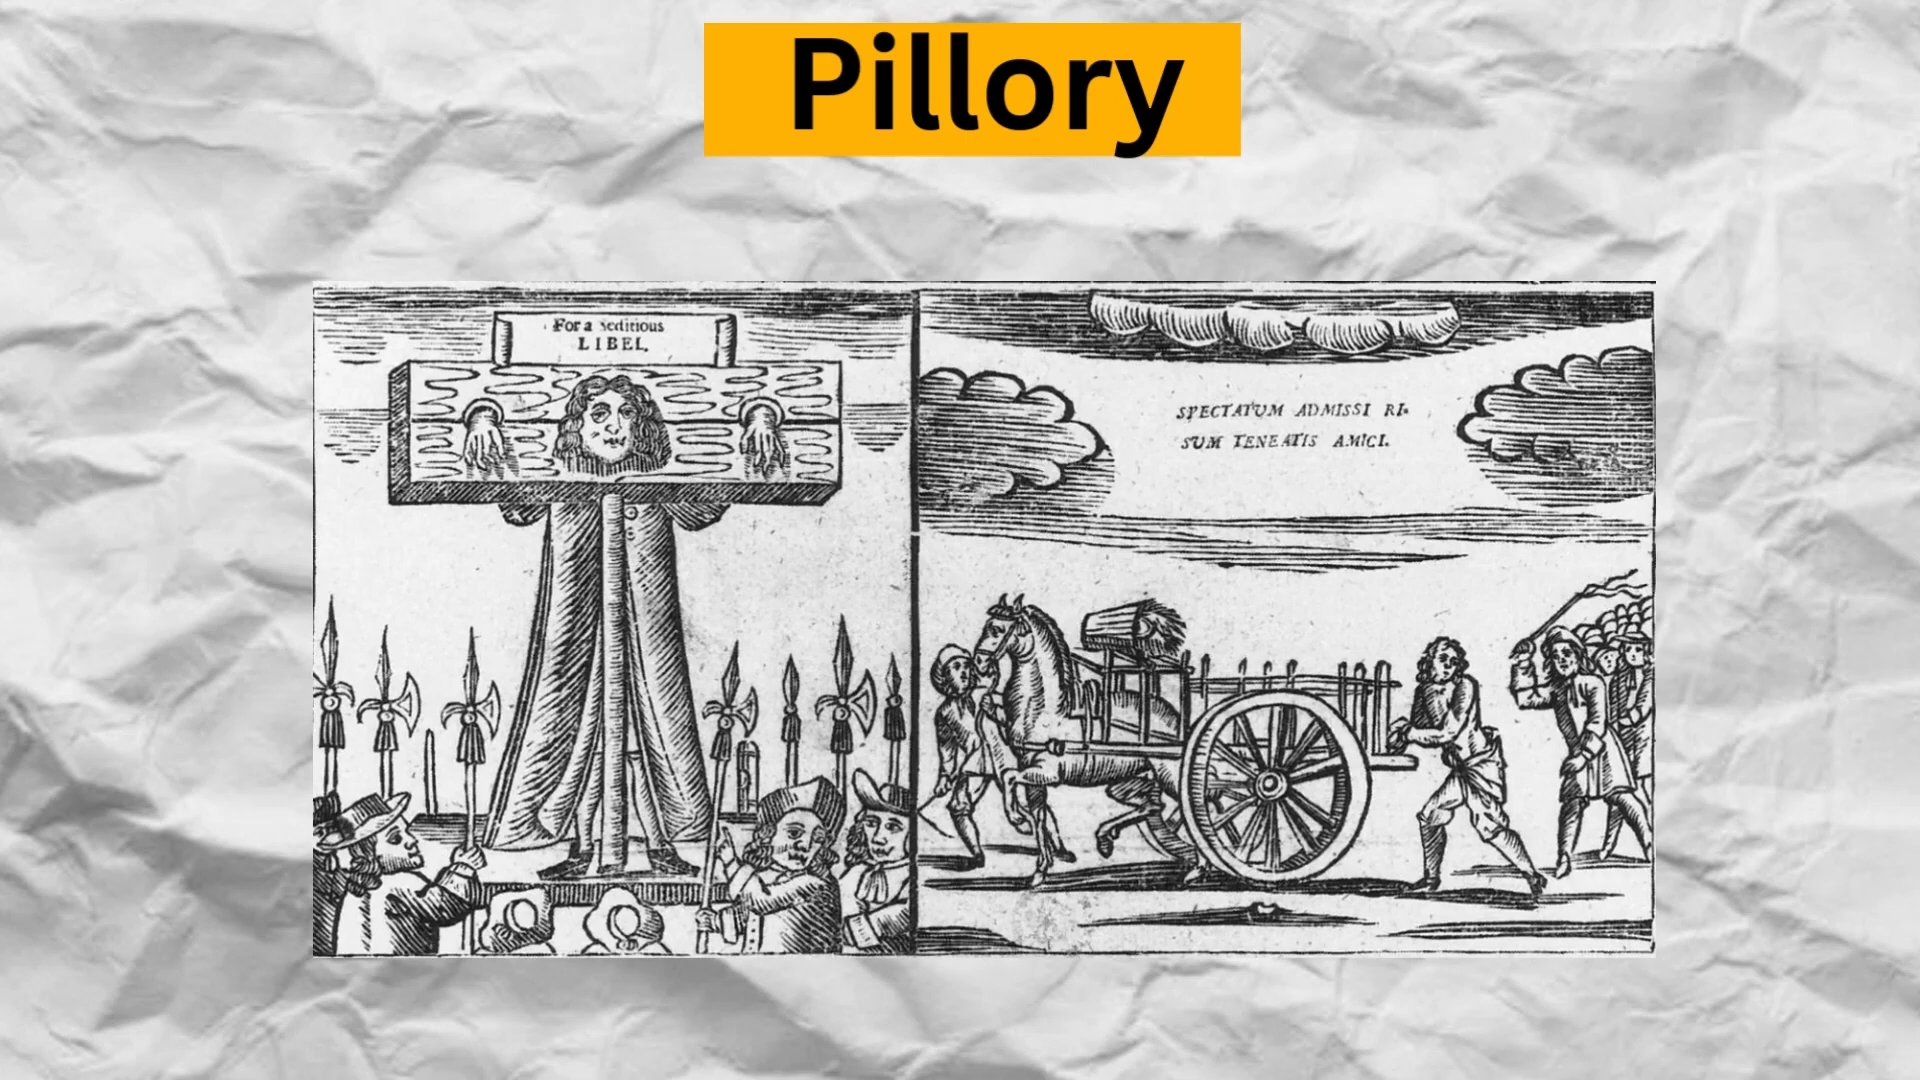 Pillory
For a seditious
LIBEL.
SPECTATUM ADMISSI RI-
SUM TENEATIS AMICI.